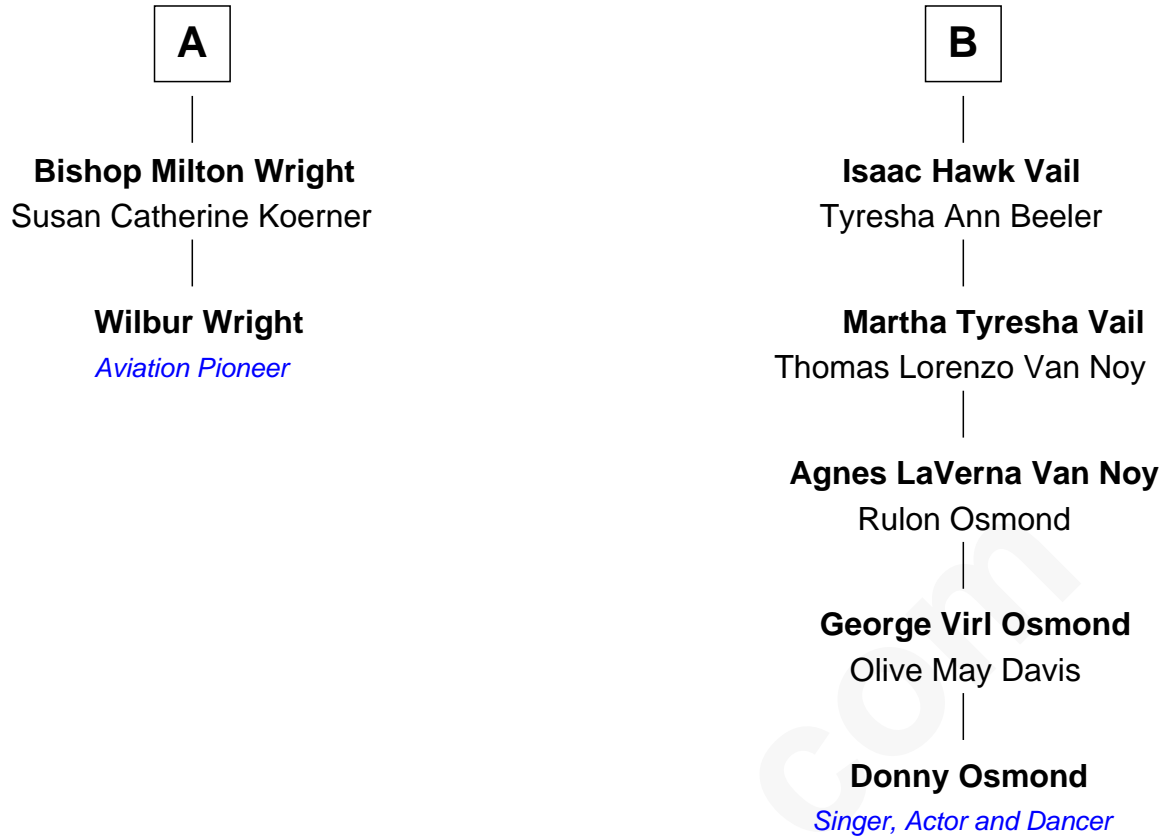 A
Bishop Milton Wright
Susan Catherine Koerner
Wilbur Wright
Aviation Pioneer
B
Isaac Hawk Vail
Tyresha Ann Beeler
Martha Tyresha Vail
Thomas Lorenzo Van Noy
Agnes LaVerna Van Noy
Rulon Osmond
George Virl Osmond
Olive May Davis
Donny Osmond
Singer, Actor and Dancer
com